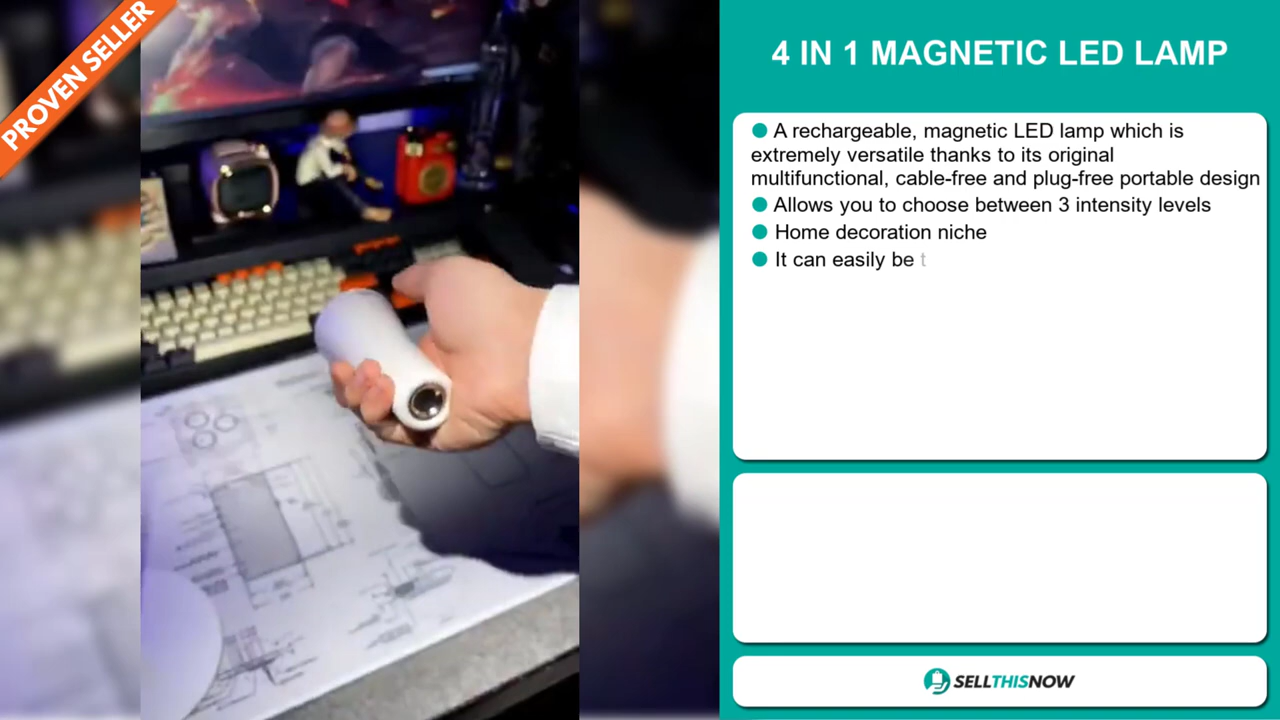 PROVEN SELLER
4 IN 1 MAGNETIC LED LAMP
● A rechargeable, magnetic LED lamp which is
extremely versatile thanks to its original
multifunctional, cable-free and plug-free portable design
● Allows you to choose between 3 intensity levels
● Home decoration niche
● It can easily be t
SELLTHISNOW